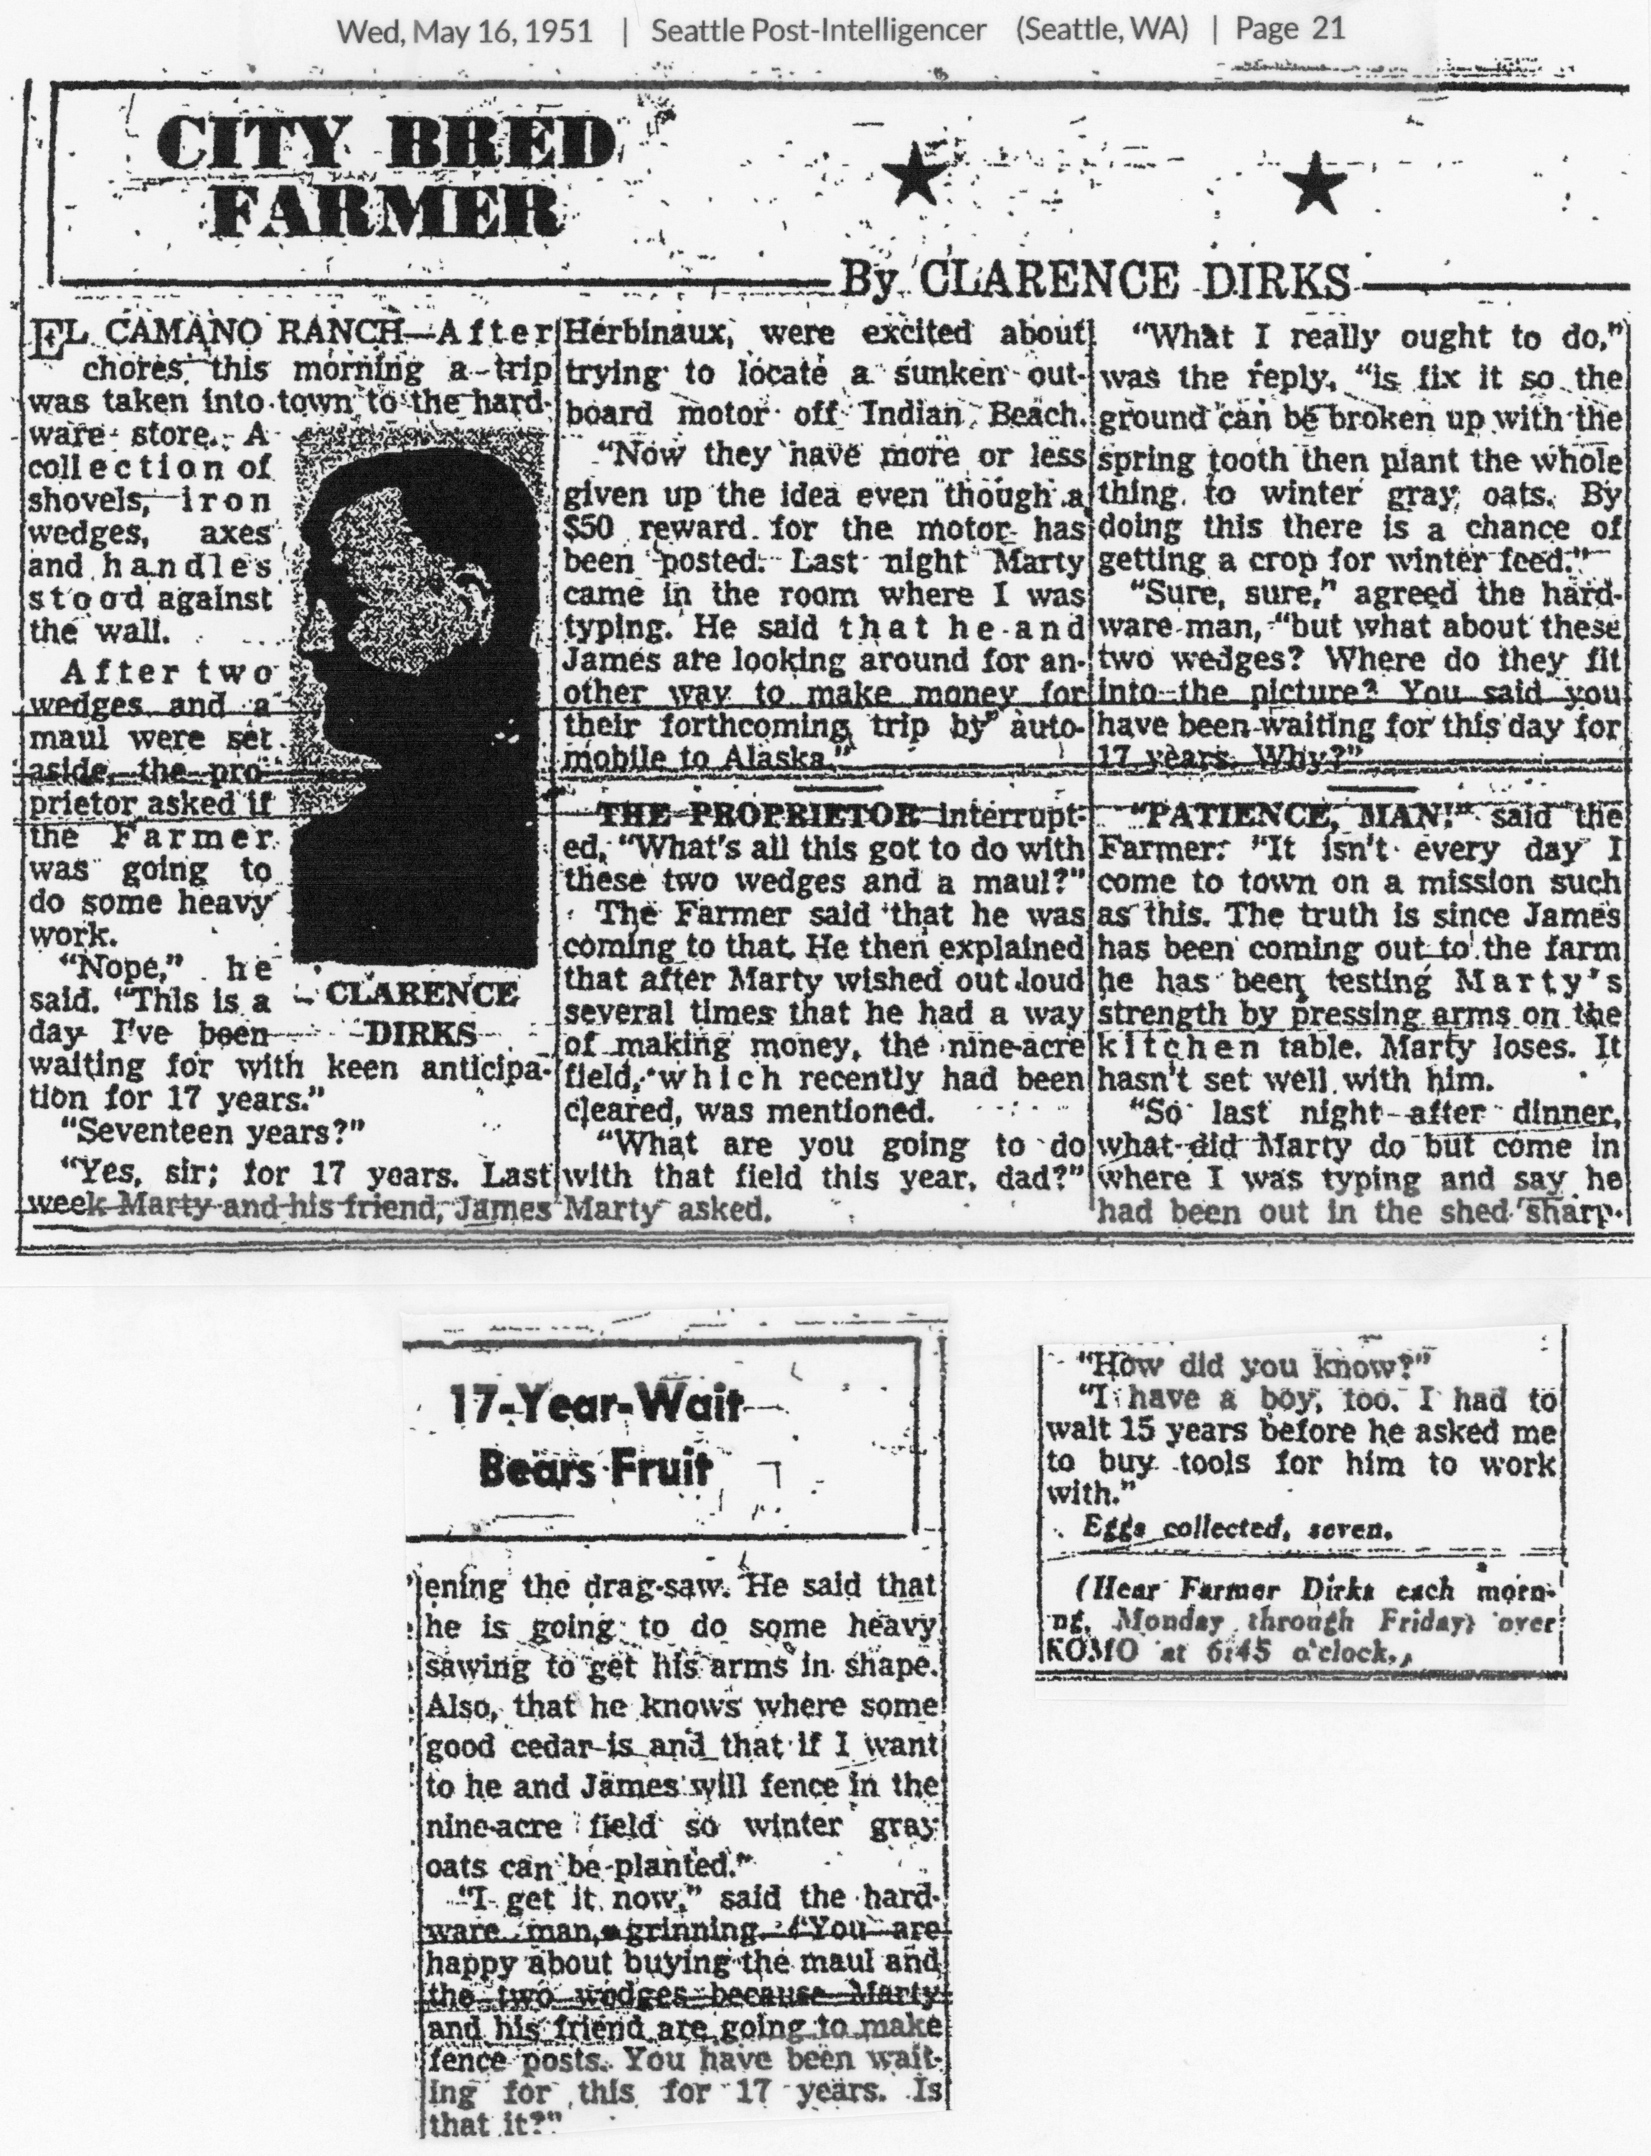 Wed, May 16, 1951 | Seattle Post-Intelligencer (Seattle, WA) | Page 21
CITY BRED
FARMER
By CLARENCE DIRKS
EL CAMANO RANCH—After
chores this morning a trip
was taken into town to the hard-
ware store. A
collection of
shovels, iron
wedges, axes
and handles
stood against
the wall.
After two
wedges and a
maul were set
aside, the pro-
prietor asked if
the Farmer
was going to
do some heavy
work.
"Nope," he
said. "This is a
day I've been
waiting for with keen anticipa-
tion for 17 years."
"Seventeen years?"
"Yes, sir; for 17 years. Last
week Marty and his friend, James
CLARENCE
DIRKS
Herbinaux, were excited about
trying to locate a sunken out-
board motor off Indian Beach.
"Now they have more or less
given up the idea even though a
$50 reward for the motor has
been posted. Last night Marty
came in the room where I was
typing. He said that he and
James are looking around for an-
other way to make money for
their forthcoming trip by auto-
mobile to Alaska."
THE PROPRIETOR interrupt-
ed, "What's all this got to do with
these two wedges and a maul?"
The Farmer said that he was
coming to that. He then explained
that after Marty wished out loud
several times that he had a way
of making money, the nine-acre
field, which recently had been
cleared, was mentioned.
"What are you going to do
with that field this year, dad?"
Marty asked.
"What I really ought to do,"
was the reply, "is fix it so the
ground can be broken up with the
spring tooth then plant the whole
thing to winter gray oats. By
doing this there is a chance of
getting a crop for winter feed."
"Sure, sure," agreed the hard-
ware man, "but what about these
two wedges? Where do they fit
into the picture? You said you
have been waiting for this day for
17 years. Why?"
"PATIENCE, MAN!" said the
Farmer. "It isn't every day I
come to town on a mission such
as this. The truth is since James
has been coming out to the farm
he has been testing Marty's
strength by pressing arms on the
kitchen table. Marty loses. It
hasn't set well with him.
"So last night after dinner,
what did Marty do but come in
where I was typing and say he
had been out in the shed sharp-
17-Year-Wait
Bears Fruit
ening the drag-saw. He said that
he is going to do some heavy
sawing to get his arms in shape.
Also, that he knows where some
good cedar is and that if I want
to he and James will fence in the
nine-acre field so winter gray
oats can be planted."
"I get it now," said the hard-
ware man, grinning. "You are
happy about buying the maul and
the two wedges because Marty
and his friend are going to make
fence posts. You have been wait-
ing for this for 17 years. Is
that it?"
"How did you know?"
"I have a boy, too. I had to
wait 15 years before he asked me
to buy tools for him to work
with."
Eggs collected, seven.
(Hear Farmer Dirks each morn-
ng, Monday through Friday, over
KOMO at 6:45 o'clock.,